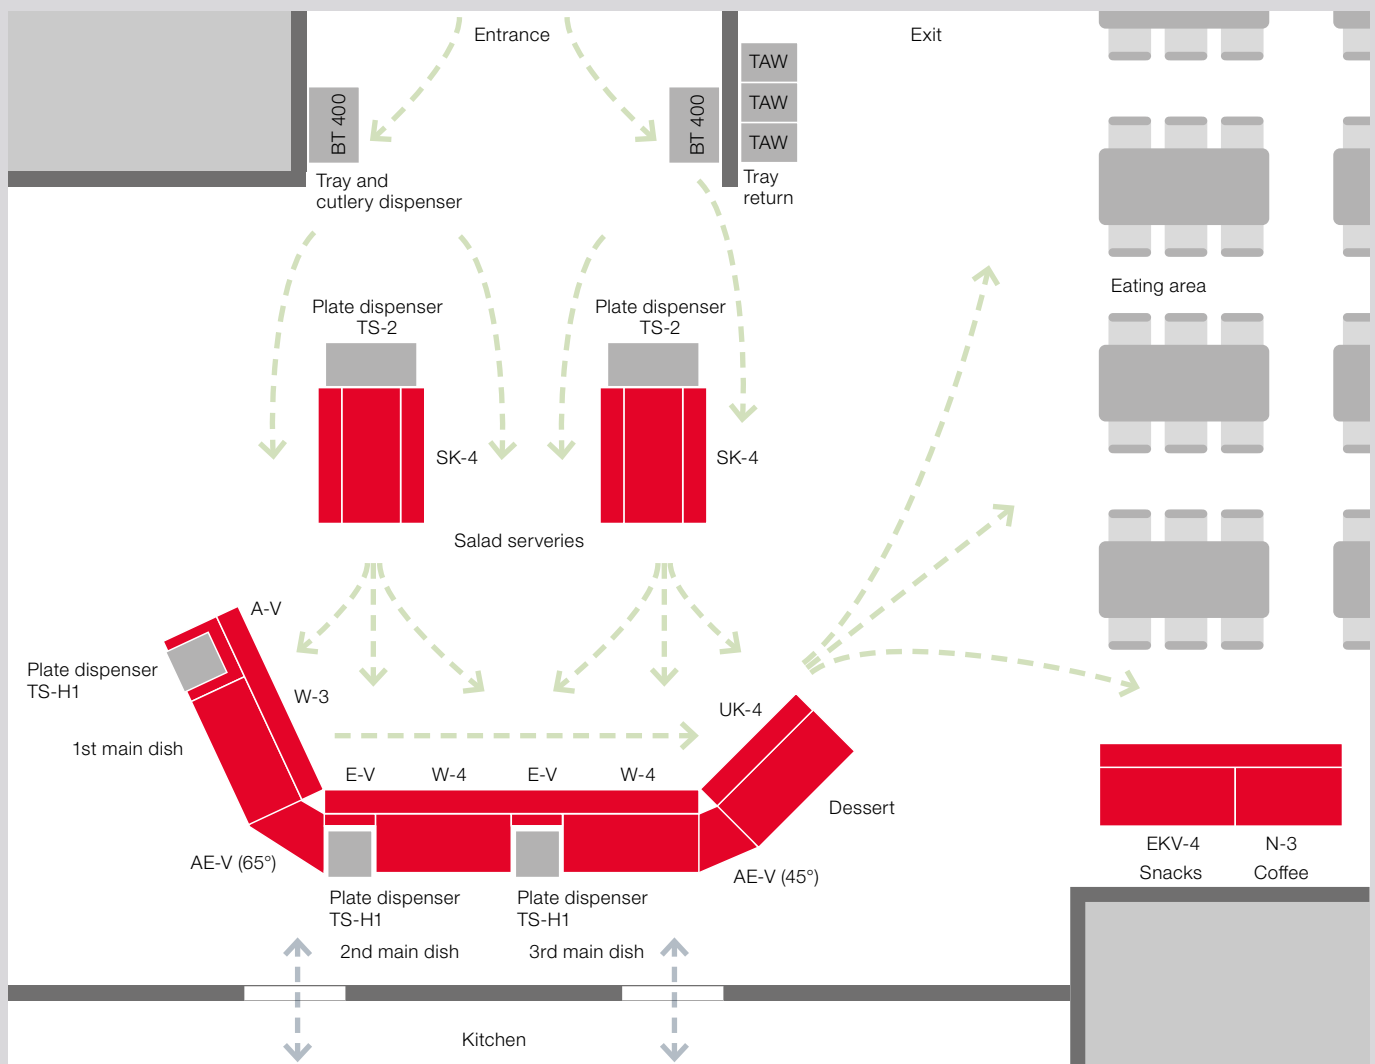 Entrance
Exit
TAW
TAW
TAW
BT 400
BT 400
Tray and
cutlery dispenser
Tray
return
Eating area
Plate dispenser
TS-2
Plate dispenser
TS-2
SK-4
SK-4
Salad serveries
A-V
Plate dispenser
TS-H1
W-3
UK-4
1st main dish
E-V
W-4
E-V
W-4
Dessert
AE-V (65°)
AE-V (45°)
EKV-4
Snacks
N-3
Coffee
Plate dispenser
TS-H1
Plate dispenser
TS-H1
2nd main dish
3rd main dish
Kitchen